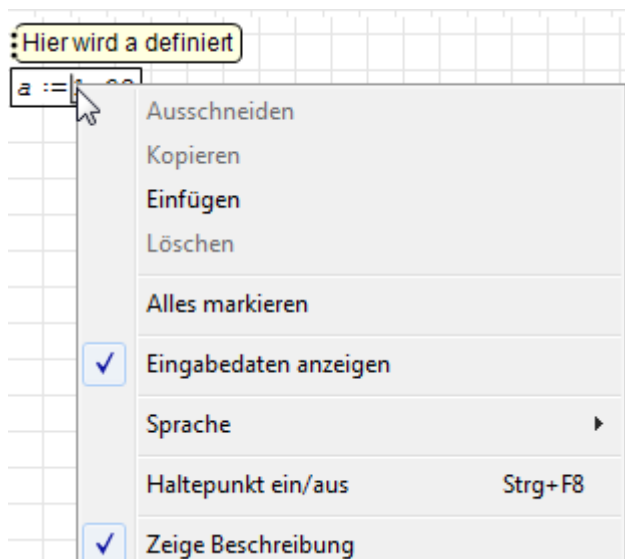 Hier wird a definiert
a :=
Ausschneiden
Kopieren
Einfügen
Löschen
Alles markieren
Eingabedaten anzeigen
Sprache
Haltepunkt ein/aus Strg+F8
Zeige Beschreibung